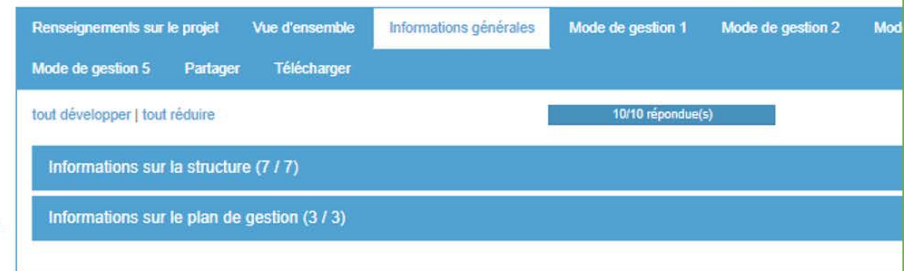 Renseignements sur le projet Vue d'ensemble Informations générales Mode de gestion 1 Mode de gestion 2 Mod
Mode de gestion 5 Partager Télécharger
tout développer | tout réduire 10/10 répondue(s)
Informations sur la structure (7 / 7)
Informations sur le plan de gestion (3 / 3)